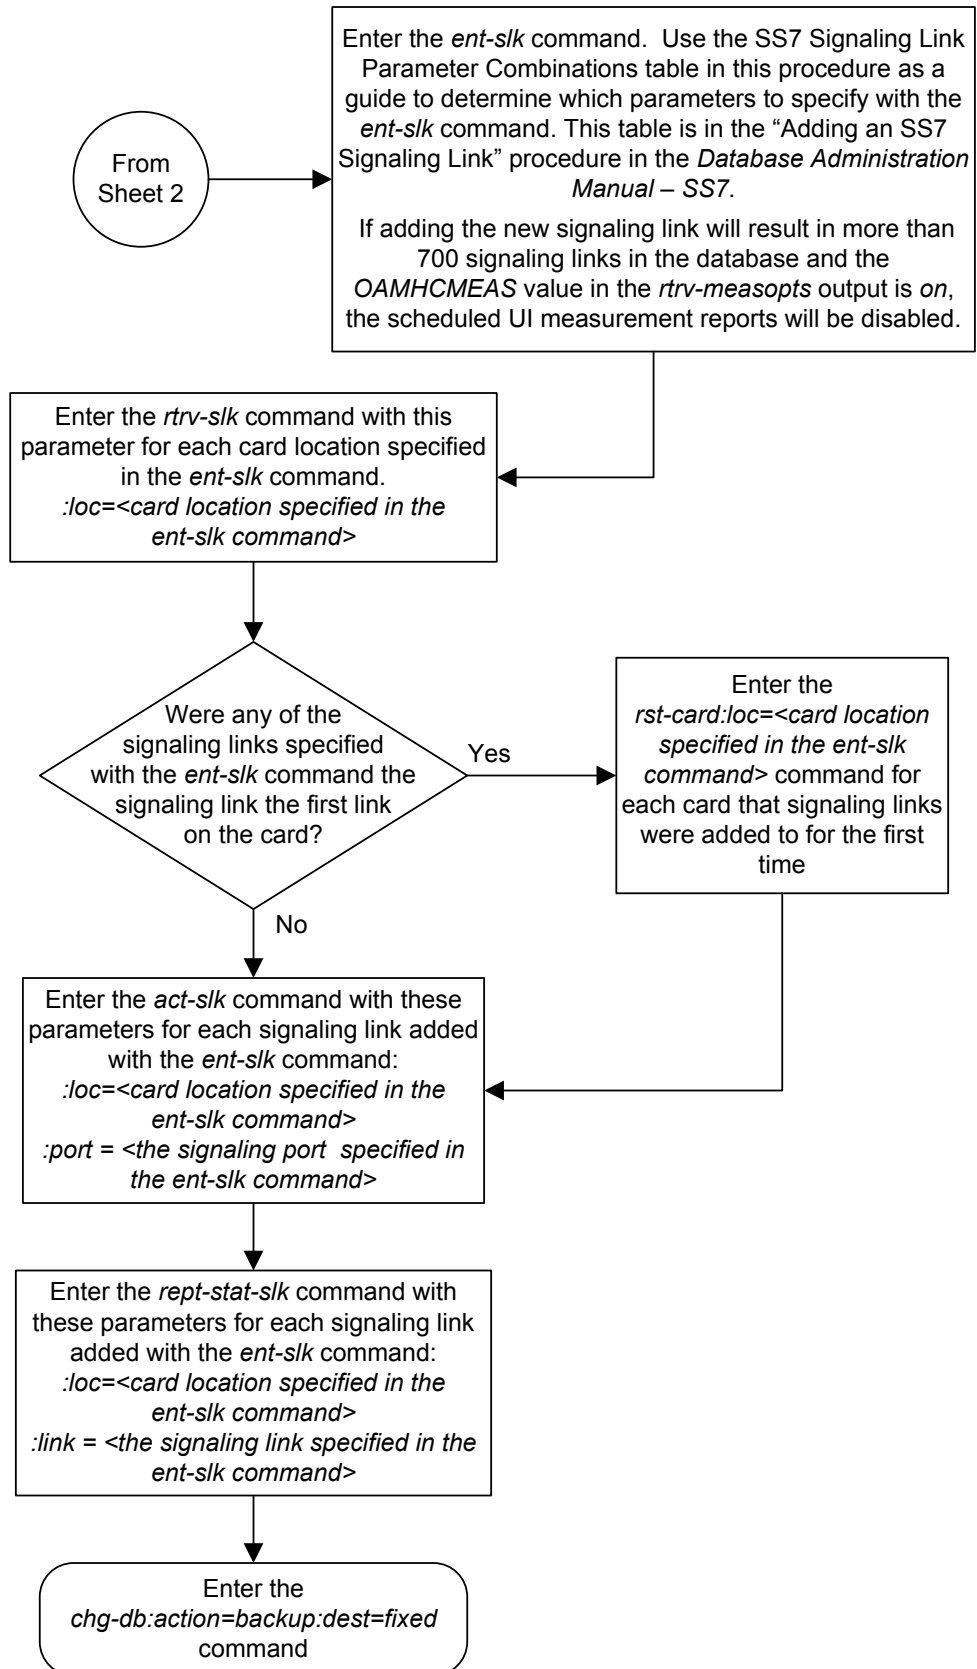 From
Sheet 2
Enter the ent-slk command.  Use the SS7 Signaling Link
Parameter Combinations table in this procedure as a
guide to determine which parameters to specify with the
ent-slk command. This table is in the “Adding an SS7
Signaling Link” procedure in the Database Administration
Manual – SS7.
If adding the new signaling link will result in more than
700 signaling links in the database and the
OAMHCMEAS value in the rtrv-measopts output is on,
the scheduled UI measurement reports will be disabled.
Enter the rtrv-slk command with this
parameter for each card location specified
in the ent-slk command.
:loc=<card location specified in the
ent-slk command>
Were any of the
signaling links specified
with the ent-slk command the
signaling link the first link
on the card?
Yes
Enter the
rst-card:loc=<card location
specified in the ent-slk
command> command for
each card that signaling links
were added to for the first
time
No
Enter the act-slk command with these
parameters for each signaling link added
with the ent-slk command:
:loc=<card location specified in the
ent-slk command>
:port = <the signaling port  specified in
the ent-slk command>
Enter the rept-stat-slk command with
these parameters for each signaling link
added with the ent-slk command:
:loc=<card location specified in the
ent-slk command>
:link = <the signaling link specified in the
ent-slk command>
Enter the
chg-db:action=backup:dest=fixed
command